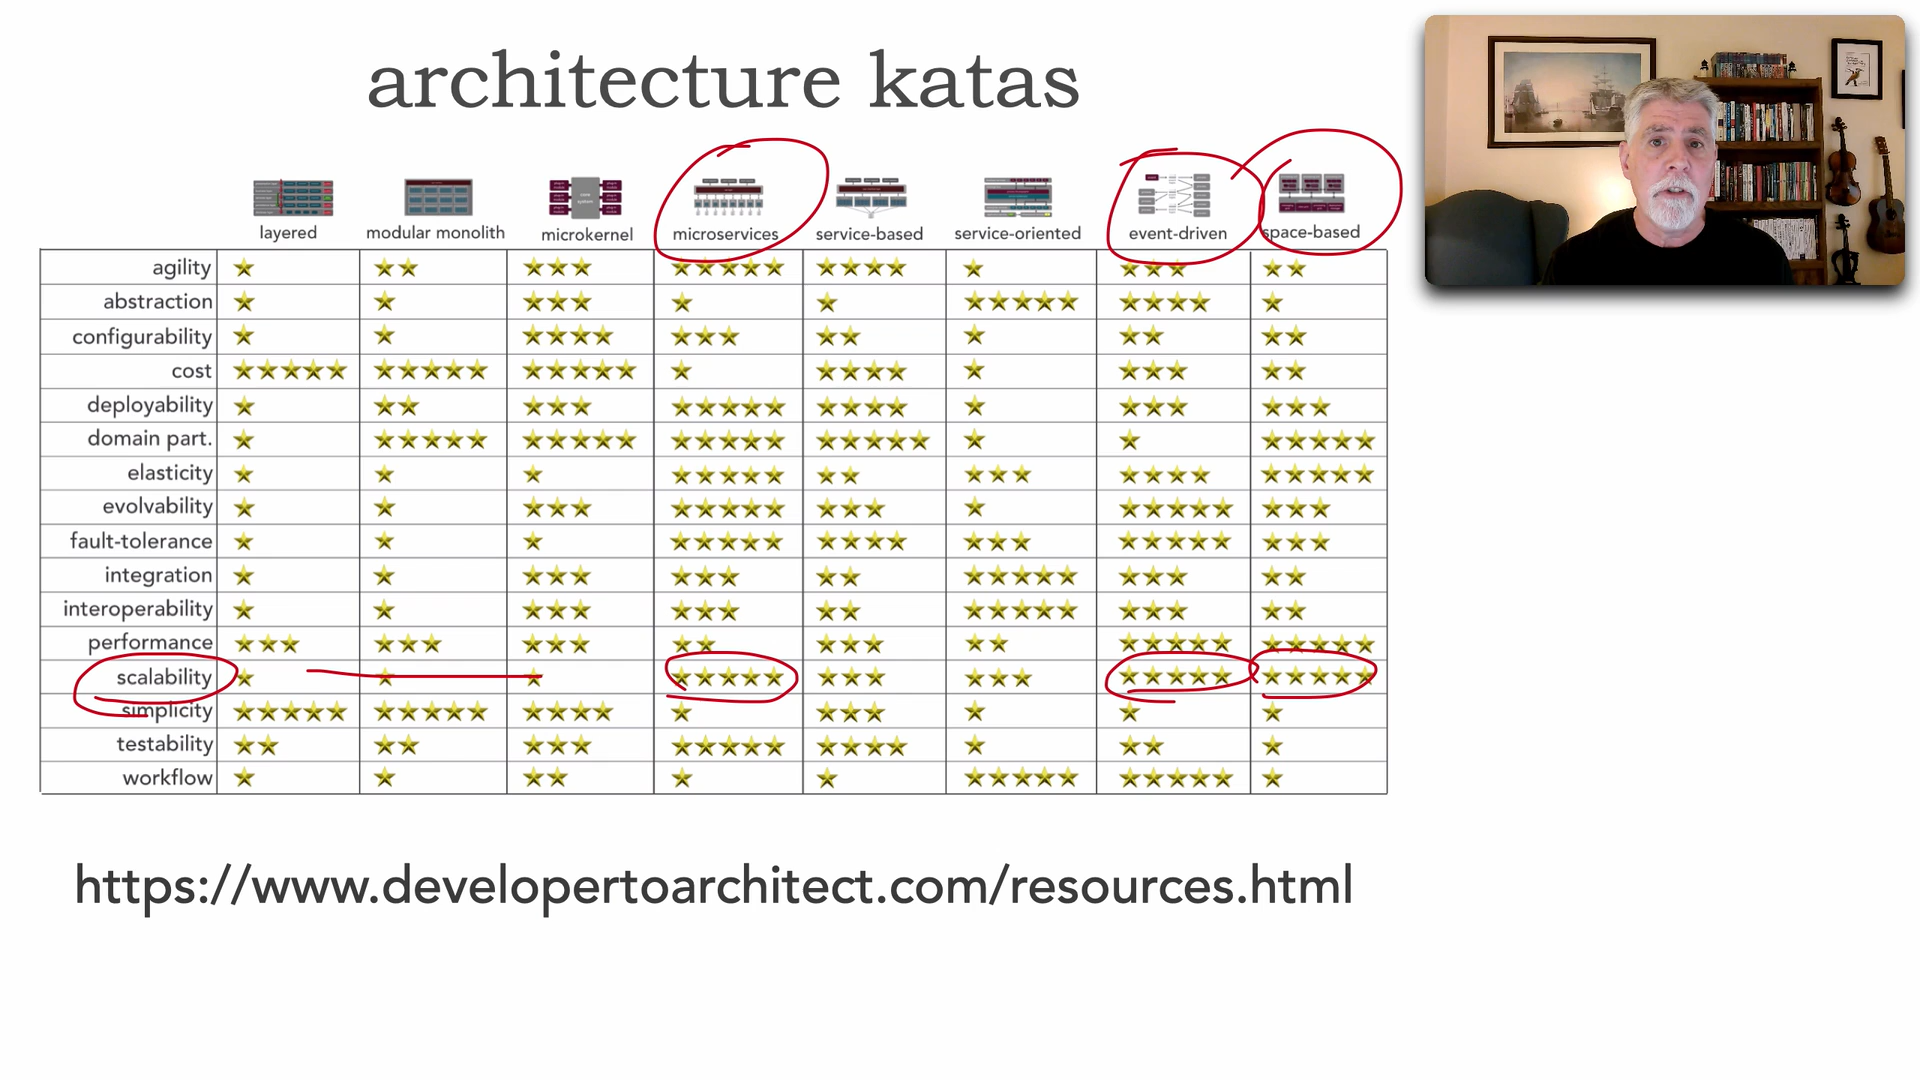 architecture katas
layered modular monolith microkernel microservices service-based service-oriented event-driven space-based
agility
abstraction
configurability
cost
deployability
domain part.
elasticity
evolvability
fault-tolerance
integration
interoperability
performance
scalability
simplicity
testability
workflow
https://www.developertoarchitect.com/resources.html